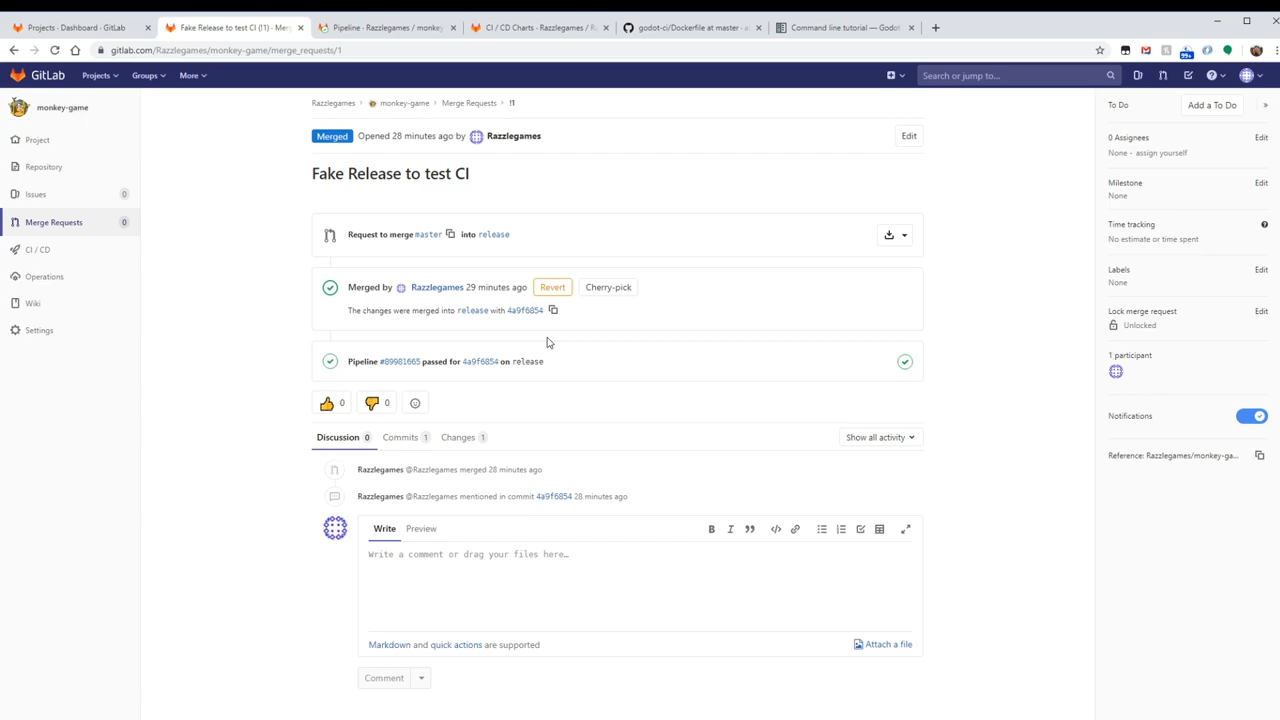 Projects · Dashboard · GitLab
Fake Release to test CI (!1) · Mer
Pipeline · Razzlegames / monkey
CI / CD Charts · Razzlegames / R
godot-ci/Dockerfile at master · a
Command line tutorial — Godot
gitlab.com/Razzlegames/monkey-game/merge_requests/1
99+
GitLab Projects Groups More Search or jump to...
monkey-game
Project
Repository
Issues 0
Merge Requests 0
CI / CD
Operations
Wiki
Settings
Razzlegames › monkey-game › Merge Requests › !1
Merged Opened 28 minutes ago by Razzlegames Edit
Fake Release to test CI
Request to merge master into release
Merged by Razzlegames 29 minutes ago Revert Cherry-pick
The changes were merged into release with 4a9f6854
Pipeline #89981665 passed for 4a9f6854 on release
0 0
Discussion 0 Commits 1 Changes 1 Show all activity
Razzlegames @Razzlegames merged 28 minutes ago
Razzlegames @Razzlegames mentioned in commit 4a9f6854 28 minutes ago
Write Preview B I
Write a comment or drag your files here…
Markdown and quick actions are supported Attach a file
Comment
To Do Add a To Do »
0 Assignees Edit
None - assign yourself
Milestone Edit
None
Time tracking
No estimate or time spent
Labels Edit
None
Lock merge request Edit
Unlocked
1 participant
Notifications
Reference: Razzlegames/monkey-ga...